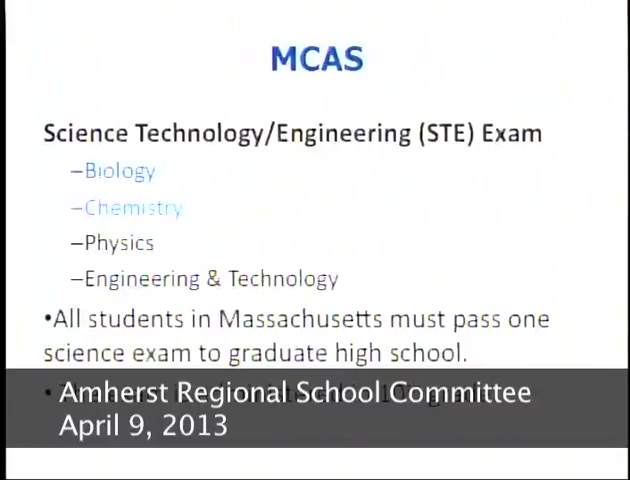 MCAS
Science Technology/Engineering (STE) Exam
–Biology
–Chemistry
–Physics
–Engineering & Technology
•All students in Massachusetts must pass one
science exam to graduate high school.
Amherst Regional School Committee
April 9, 2013